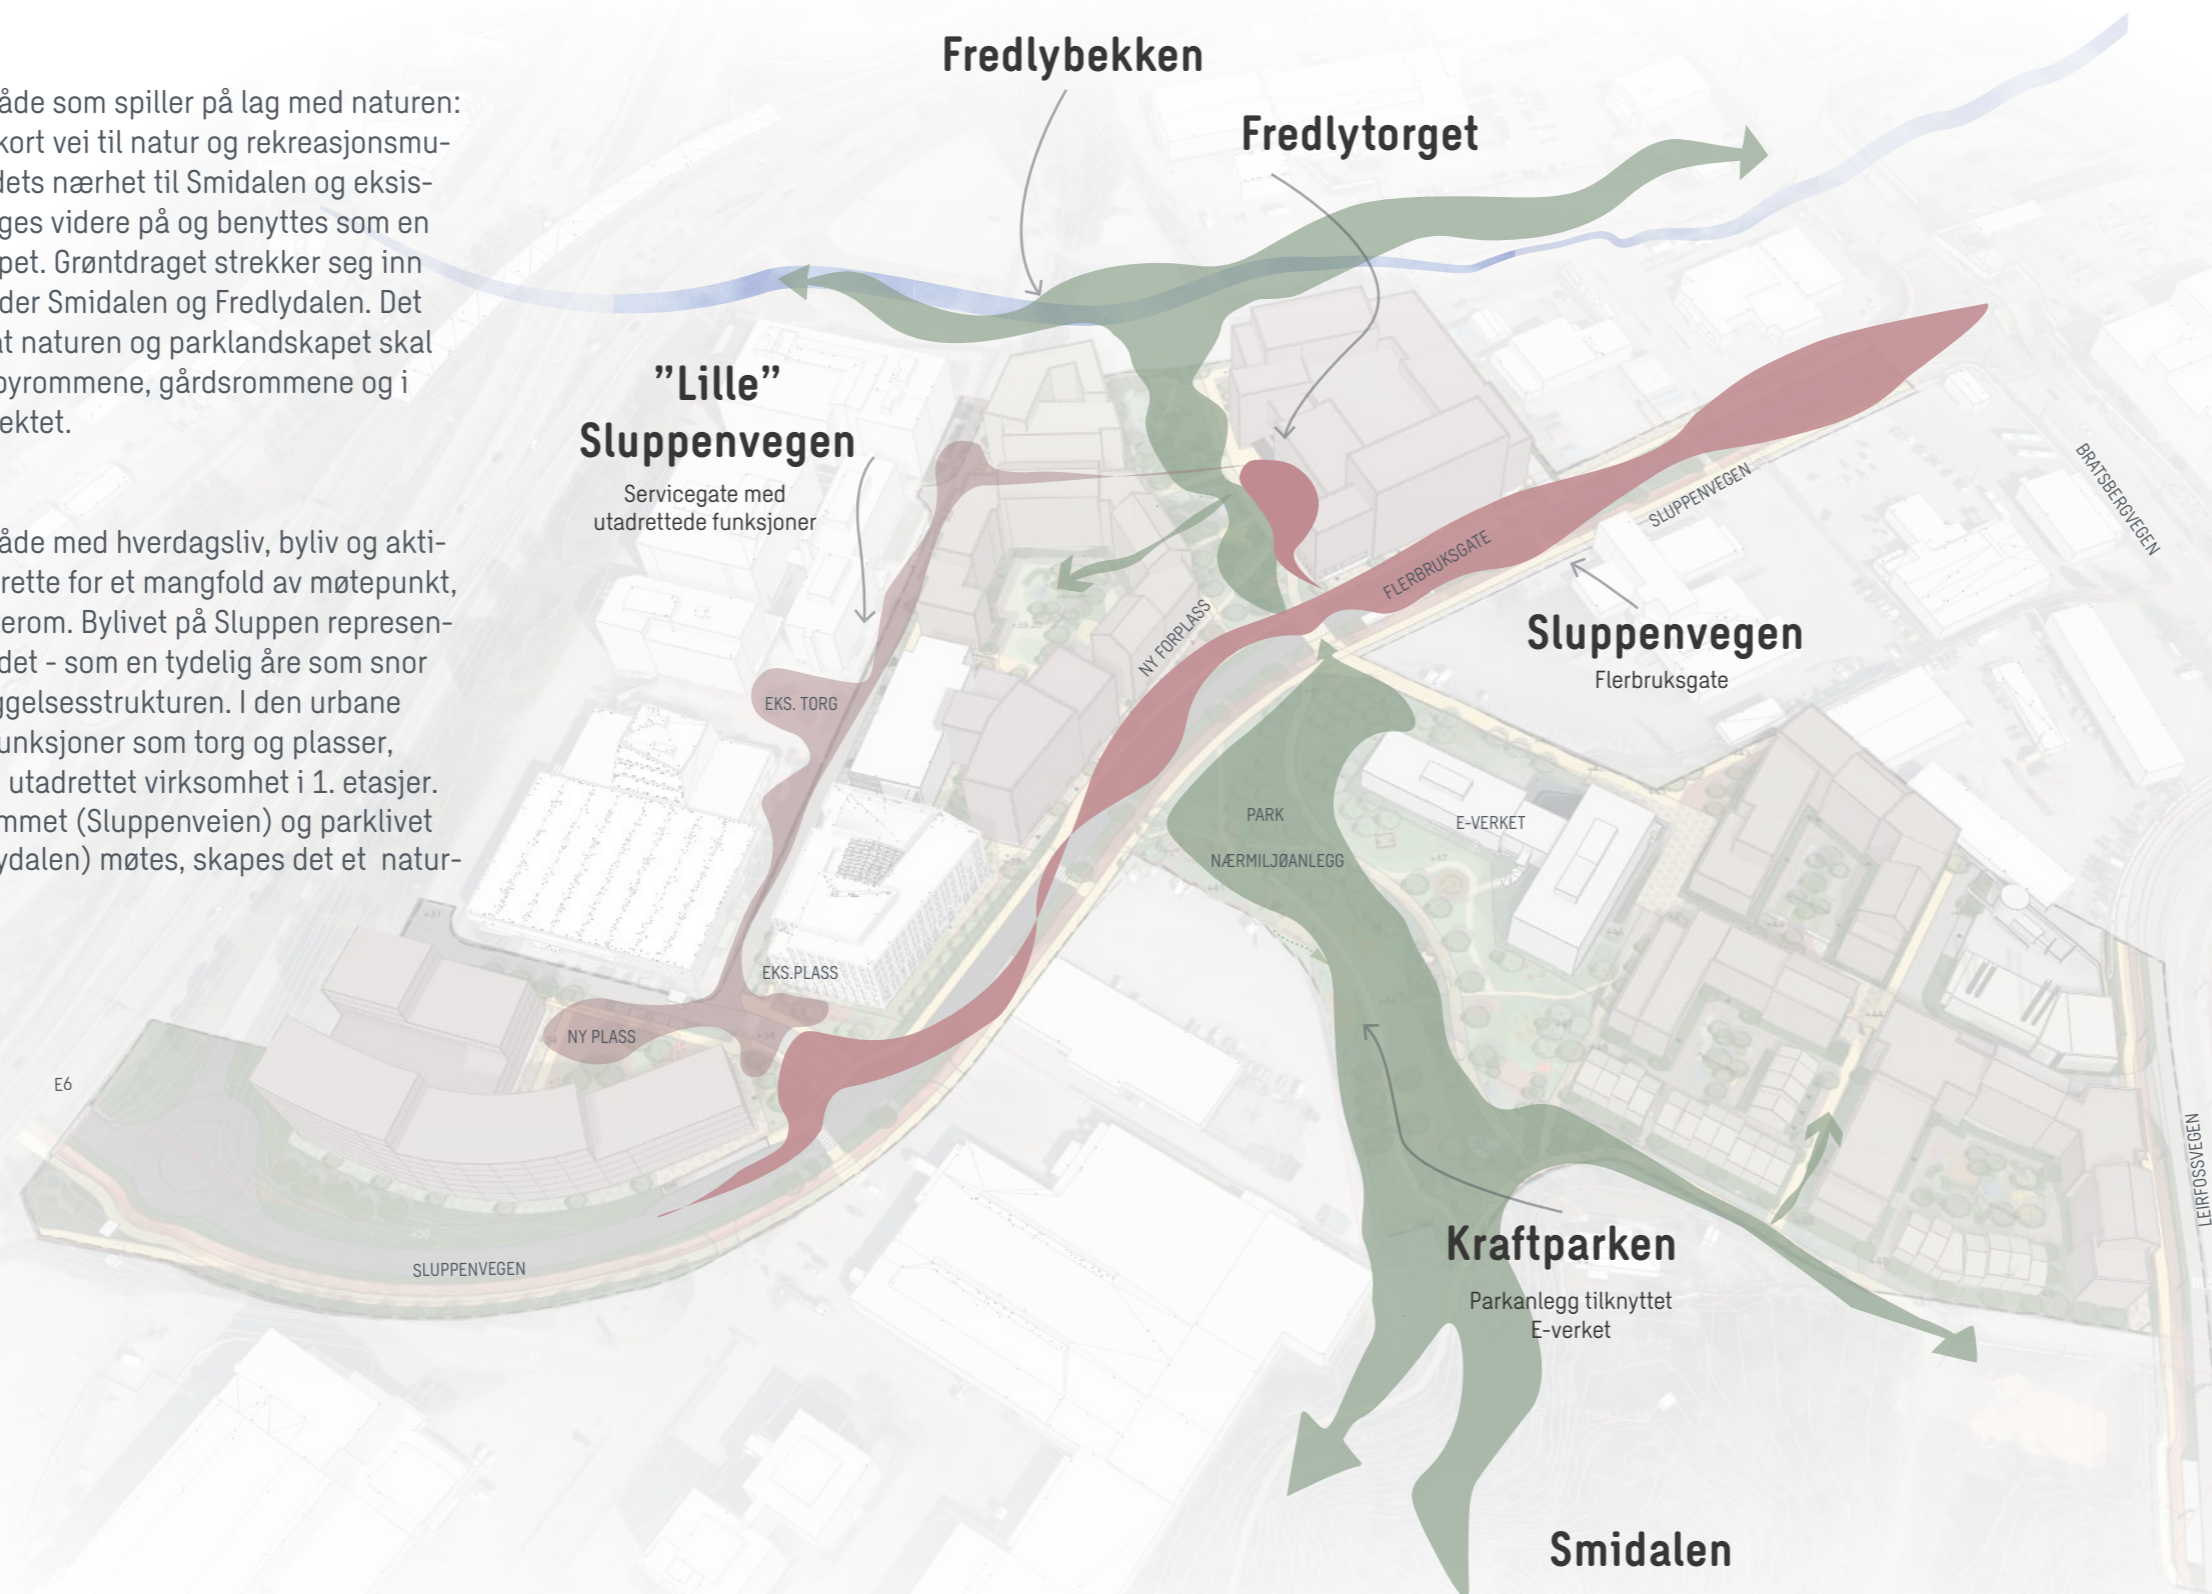 åde som spiller på lag med naturen:
kort vei til natur og rekreasjonsmu-
dets nærhet til Smidalen og eksis-
ges videre på og benyttes som en
pet. Grøntdraget strekker seg inn
der Smidalen og Fredlydalen. Det
at naturen og parklandskapet skal
byrommene, gårdsrommene og i
ektet.
åde med hverdagsliv, byliv og akti-
rette for et mangfold av møtepunkt,
erom. Bylivet på Sluppen represen-
det - som en tydelig åre som snor
ggelsesstrukturen. I den urbane
unksjoner som torg og plasser,
utadrettet virksomhet i 1. etasjer.
mmet (Sluppenveien) og parklivet
ydalen) møtes, skapes det et natur-
Fredlybekken
Fredlytorget
”Lille”
Sluppenvegen
Servicegate med
utadrettede funksjoner
BRATSBERGVEGEN
SLUPPENVEGEN
FLERBRUKSGATE
NY FORPLASS
Sluppenvegen
Flerbruksgate
EKS. TORG
PARK
E-VERKET
NÆRMILJØANLEGG
EKS.PLASS
NY PLASS
E6
LEIRFOSSVEGEN
SLUPPENVEGEN
Kraftparken
Parkanlegg tilknyttet
E-verket
Smidalen